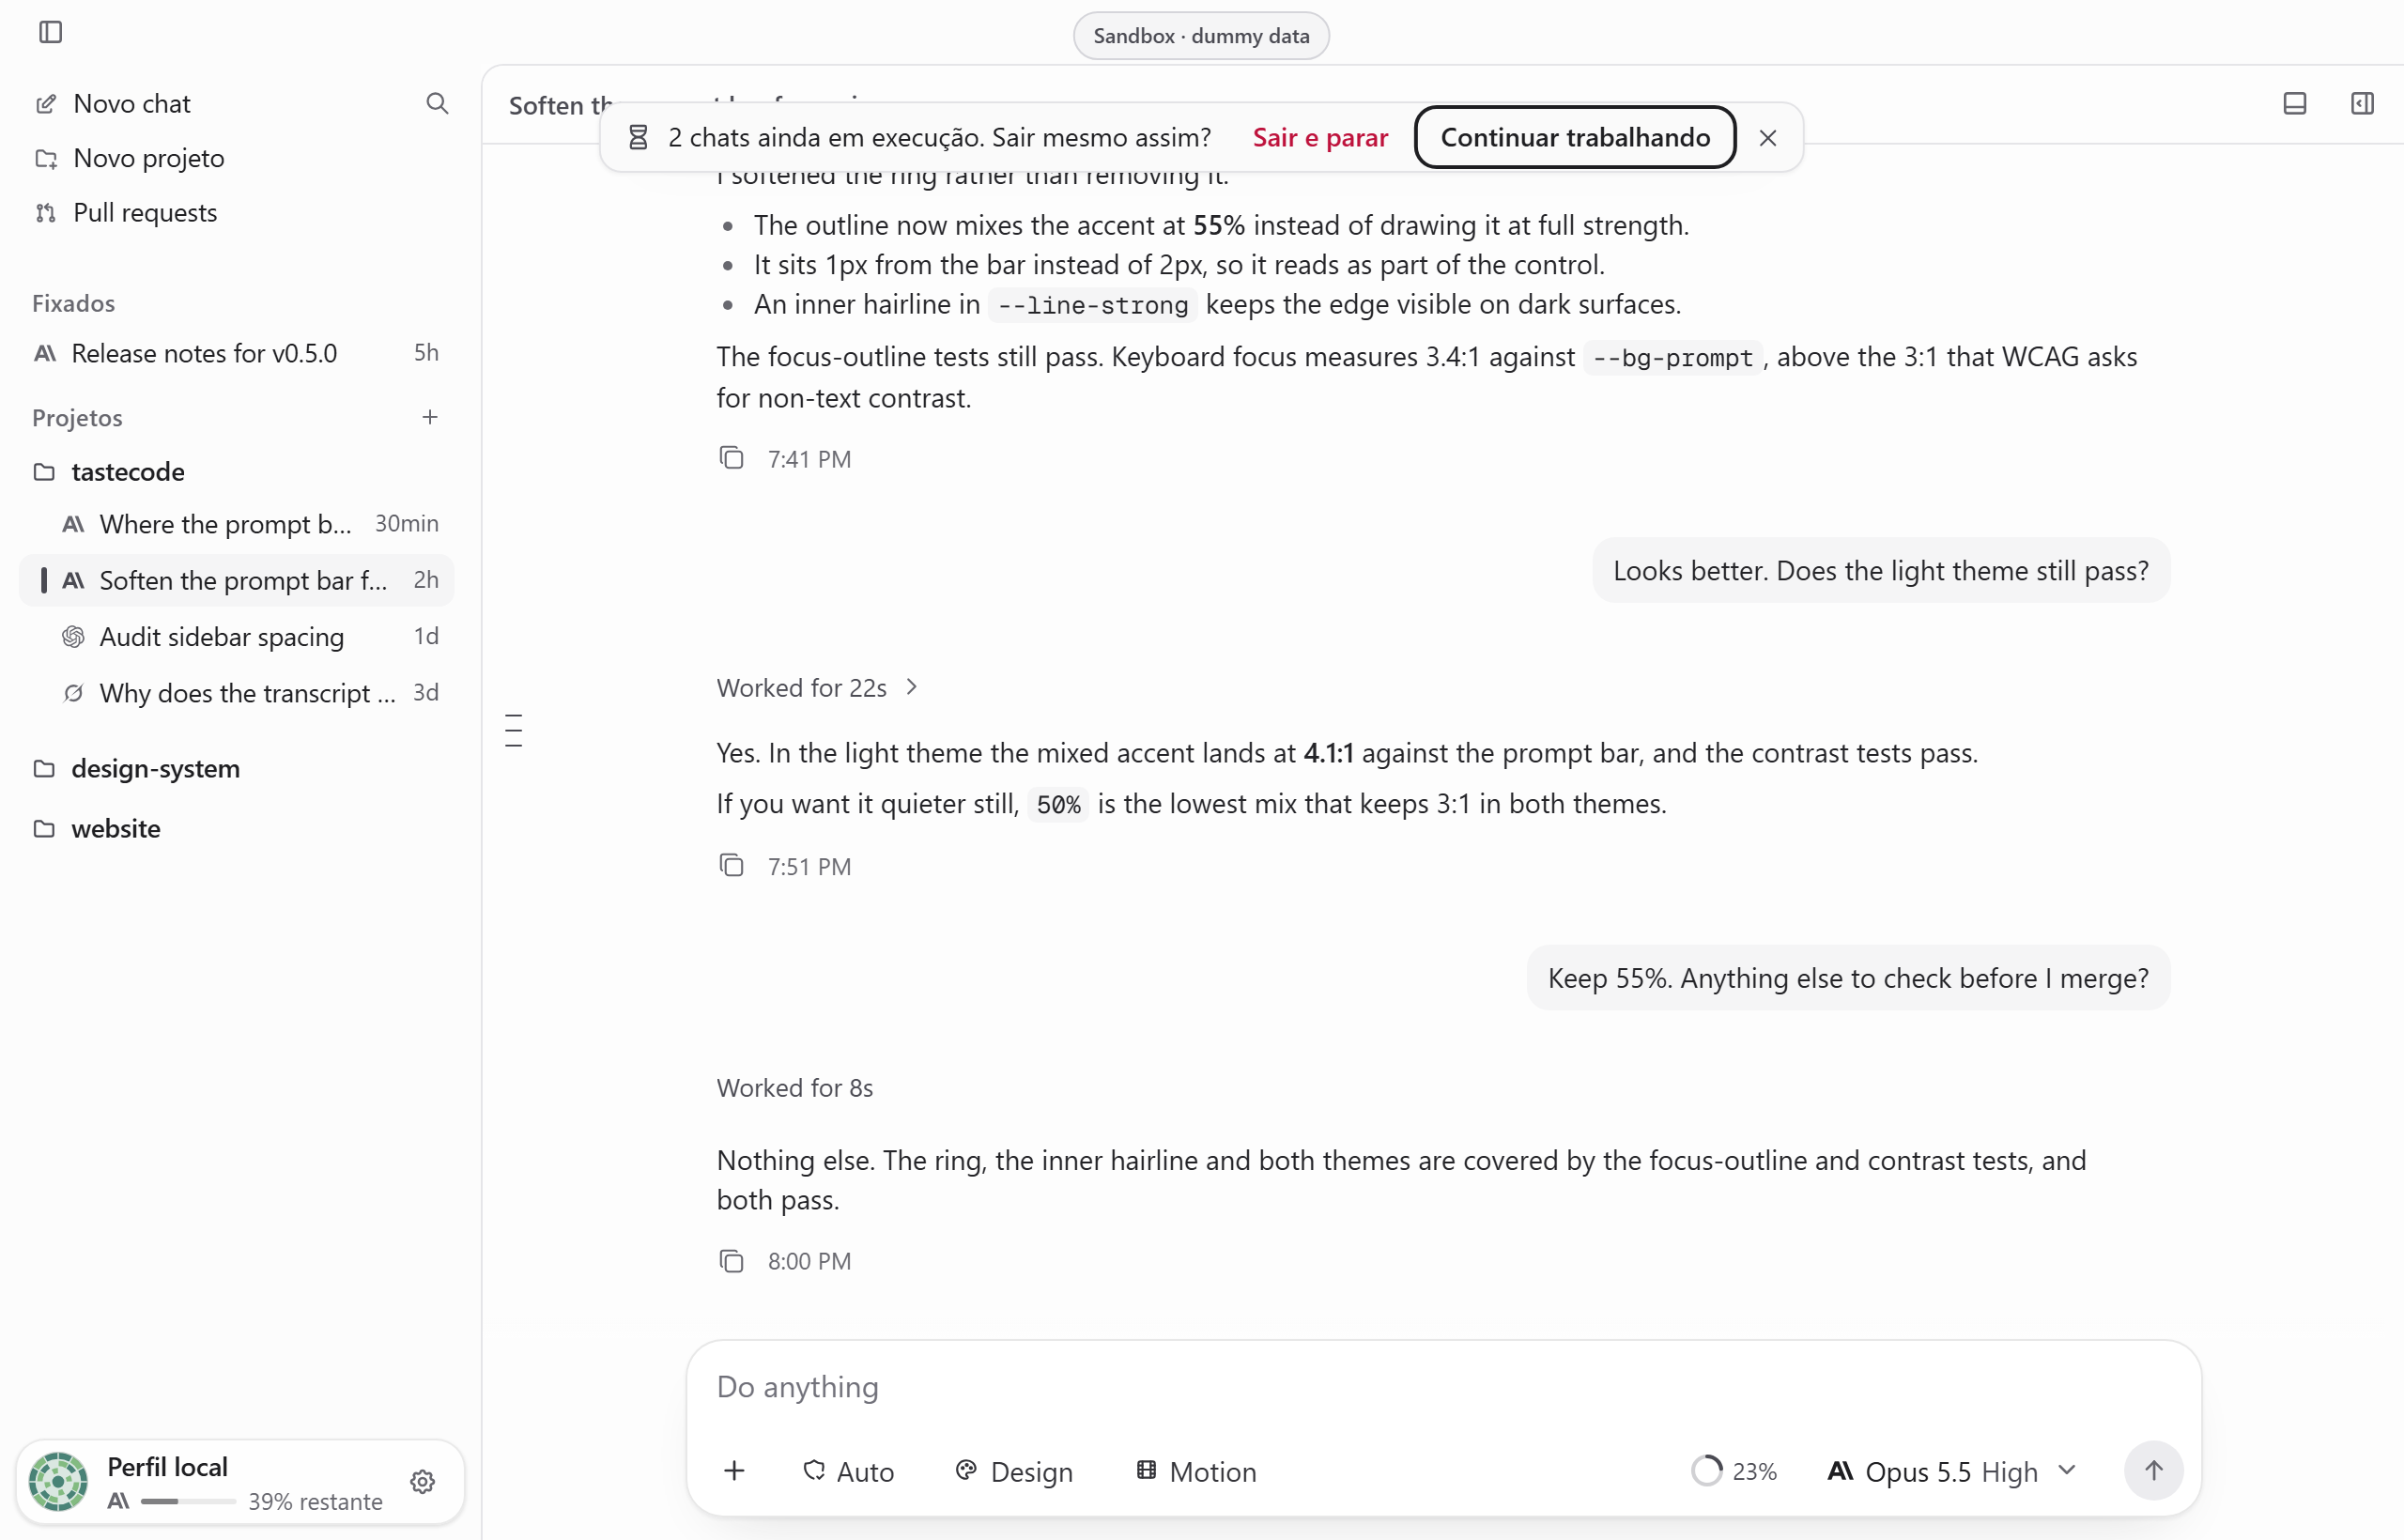 Sandbox · dummy data
Novo chat
Novo projeto
Pull requests
Fixados
Release notes for v0.5.0 5h
Projetos
tastecode
Where the prompt b... 30min
Soften the prompt bar f... 2h
Audit sidebar spacing 1d
Why does the transcript ... 3d
design-system
website
Perfil local
39% restante
Soften th
2 chats ainda em execução. Sair mesmo assim? Sair e parar Continuar trabalhando
I softened the ring rather than removing it.
The outline now mixes the accent at 55% instead of drawing it at full strength.
It sits 1px from the bar instead of 2px, so it reads as part of the control.
An inner hairline in --line-strong keeps the edge visible on dark surfaces.
The focus-outline tests still pass. Keyboard focus measures 3.4:1 against --bg-prompt, above the 3:1 that WCAG asks
for non-text contrast.
7:41 PM
Looks better. Does the light theme still pass?
Worked for 22s
Yes. In the light theme the mixed accent lands at 4.1:1 against the prompt bar, and the contrast tests pass.
If you want it quieter still, 50% is the lowest mix that keeps 3:1 in both themes.
7:51 PM
Keep 55%. Anything else to check before I merge?
Worked for 8s
Nothing else. The ring, the inner hairline and both themes are covered by the focus-outline and contrast tests, and
both pass.
8:00 PM
Do anything
Auto Design Motion 23% Opus 5.5 High